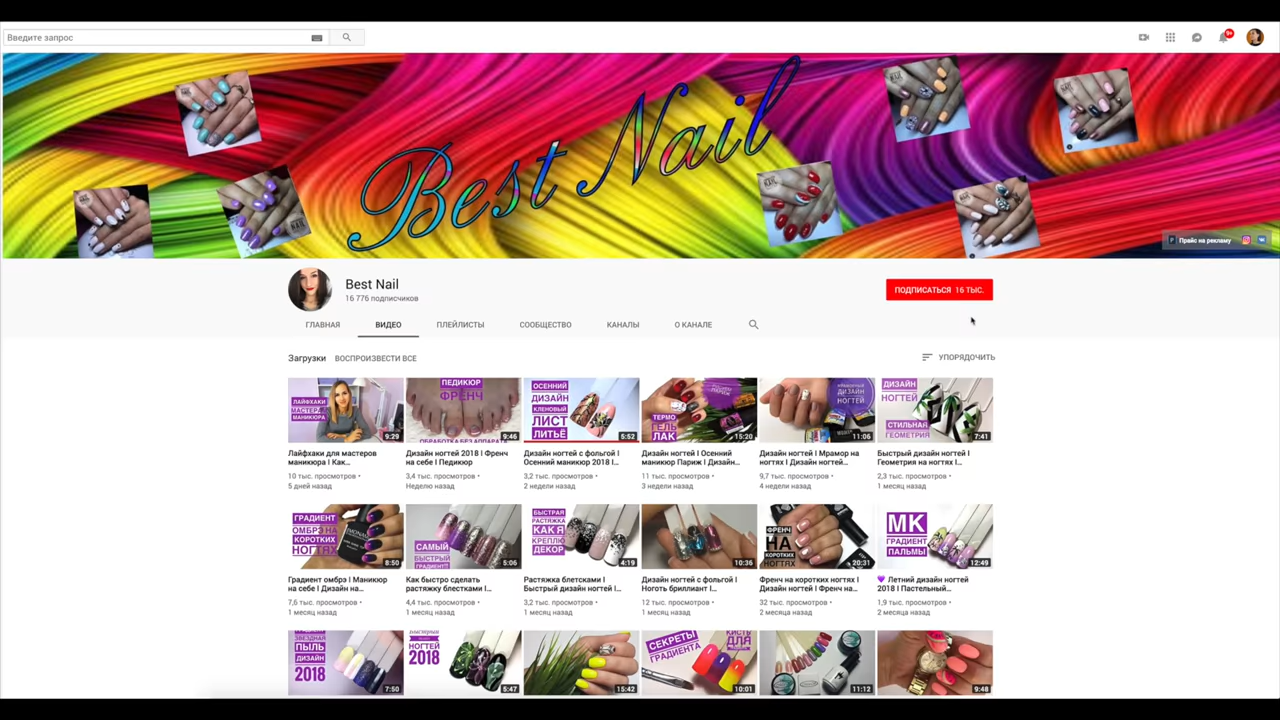 Введите запрос
9+
Best Nail
Прайс на рекламу
Best Nail
16 776 подписчиков
ПОДПИСАТЬСЯ 16 ТЫС.
ГЛАВНАЯ ВИДЕО ПЛЕЙЛИСТЫ СООБЩЕСТВО КАНАЛЫ О КАНАЛЕ
Загрузки ВОСПРОИЗВЕСТИ ВСЕ УПОРЯДОЧИТЬ
ЛАЙФХАКИ
МАСТЕРА
МАНИКЮРА
9:29
Лайфхаки для мастеров
маникюра I Как...
10 тыс. просмотров •
5 дней назад
ПЕДИКЮР
ФРЕНЧ
ОБРАБОТКА БЕЗ АППАРАТА
9:46
Дизайн ногтей 2018 I Френч
на себе I Педикюр
3,4 тыс. просмотров •
Неделю назад
ОСЕННИЙ
ДИЗАЙН
КЛЕНОВЫЙ
ЛИСТ
ЛИТЬЁ
5:52
Дизайн ногтей с фольгой I
Осенний маникюр 2018 I...
3,2 тыс. просмотров •
2 недели назад
ТЕРМО
ГЕЛЬ
ЛАК
15:20
Дизайн ногтей I Осенний
маникюр Париж I Дизайн...
11 тыс. просмотров •
3 недели назад
ДИЗАЙН
НОГТЕЙ
11:06
Дизайн ногтей I Мрамор на
ногтях I Дизайн ногтей...
9,7 тыс. просмотров •
4 недели назад
ДИЗАЙН
НОГТЕЙ
СТИЛЬНАЯ
ГЕОМЕТРИЯ
7:41
Быстрый дизайн ногтей I
Геометрия на ногтях I...
2,3 тыс. просмотров •
1 месяц назад
ГРАДИЕНТ
ОМБРЭ НА
КОРОТКИХ
НОГТЯХ
8:50
Градиент омбрэ I Маникюр
на себе I Дизайн на...
7,6 тыс. просмотров •
1 месяц назад
САМЫЙ
БЫСТРЫЙ
ГРАДИЕНТ
5:06
Как быстро сделать
растяжку блестками I...
4,4 тыс. просмотров •
1 месяц назад
БЫСТРАЯ
РАСТЯЖКА
КАК Я
КРЕПЛЮ
ДЕКОР
4:19
Растяжка блестками I
Быстрый дизайн ногтей I...
3,2 тыс. просмотров •
1 месяц назад
10:36
Дизайн ногтей с фольгой I
Ноготь бриллиант I...
12 тыс. просмотров •
1 месяц назад
ФРЕНЧ
НА
КОРОТКИХ
НОГТЯХ
20:31
Френч на коротких ногтях I
Дизайн ногтей I Френч на...
32 тыс. просмотров •
2 месяца назад
МК
ГРАДИЕНТ
ПАЛЬМЫ
12:49
💜 Летний дизайн ногтей
2018 I Пастельный...
1,9 тыс. просмотров •
2 месяца назад
ЗВЕЗДНАЯ
ПЫЛЬ
ДИЗАЙН
2018
7:50
НОГТЕЙ
2018
5:47
15:42
СЕКРЕТЫ
ГРАДИЕНТА
КИСТЬ
ДЛЯ
10:01
11:12
9:48